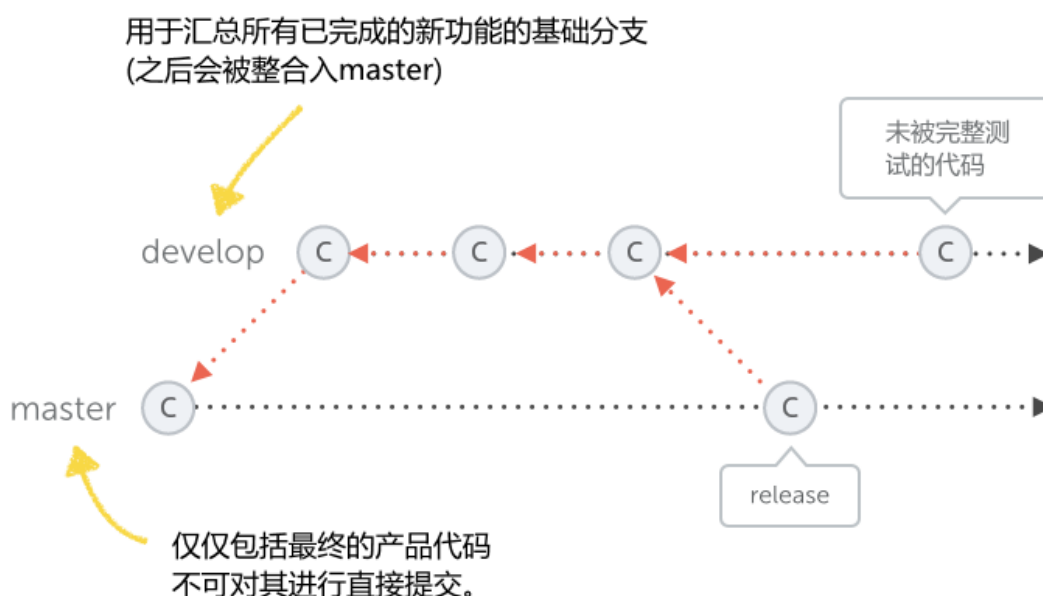 用于汇总所有已完成的新功能的基础分支
(之后会被整合入master)
未被完整测
试的代码
develop
C
C
C
C
master
C
C
release
仅仅包括最终的产品代码
不可对其进行直接提交。